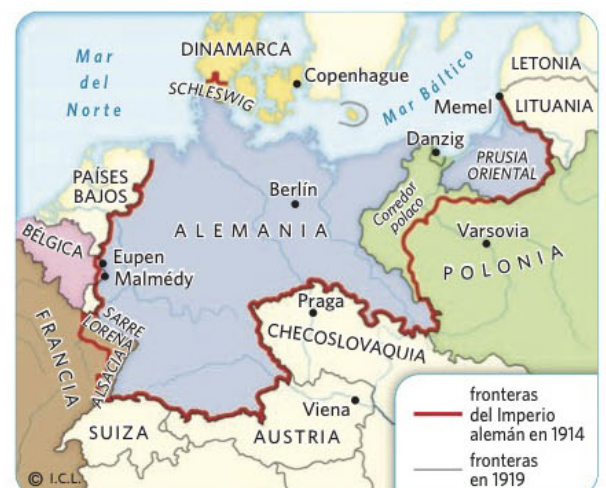 Mar
del
Norte
DINAMARCA
SCHLESWIG
Copenhague
Mar Báltico
LETONIA
Memel
LITUANIA
Danzig
PRUSIA
ORIENTAL
PAÍSES
BAJOS
Berlín
Corredor
polaco
ALEMANIA
Varsovia
BÉLGICA
Eupen
Malmédy
POLONIA
SARRE
LORENA
Praga
FRANCIA
ALSACIA
CHECOSLOVAQUIA
Viena
SUIZA
AUSTRIA
fronteras
del Imperio
alemán en 1914
fronteras
en 1919
© I.C.L.